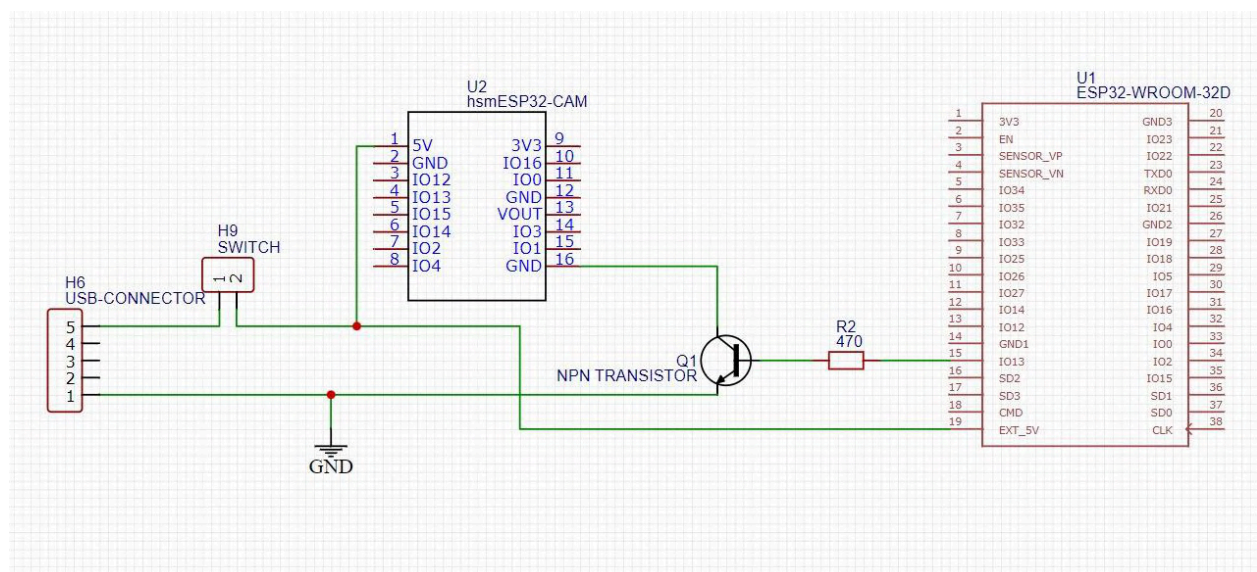 U2
hsmESP32-CAM
1 5V
2 GND
3 IO12
4 IO13
5 IO15
6 IO14
7 IO2
8 IO4
3V3 9
IO16 10
IO0 11
GND 12
VOUT 13
IO3 14
IO1 15
GND 16
H9
SWITCH
1
2
H6
USB-CONNECTOR
5
4
3
2
1
GND
Q1
NPN TRANSISTOR
R2
470
U1
ESP32-WROOM-32D
1 3V3
2 EN
3 SENSOR_VP
4 SENSOR_VN
5 IO34
6 IO35
7 IO32
8 IO33
9 IO25
10 IO26
11 IO27
12 IO14
13 IO12
14 GND1
15 IO13
16 SD2
17 SD3
18 CMD
19 EXT_5V
GND3 20
IO23 21
IO22 22
TXD0 23
RXD0 24
IO21 25
GND2 26
IO19 27
IO18 28
IO5 29
IO17 30
IO16 31
IO4 32
IO0 33
IO2 34
IO15 35
SD1 36
SD0 37
CLK 38